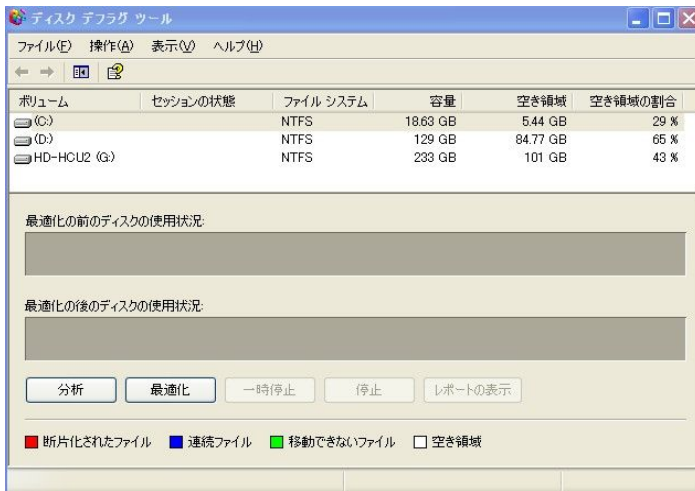 ディスク デフラグ ツール
ファイル(F) 操作(A) 表示(V) ヘルプ(H)
ボリューム セッションの状態 ファイル システム 容量 空き領域 空き領域の割合
(C:) NTFS 18.63 GB 5.44 GB 29 %
(D:) NTFS 129 GB 84.77 GB 65 %
HD-HCU2 (G:) NTFS 233 GB 101 GB 43 %
最適化の前のディスクの使用状況:
最適化の後のディスクの使用状況:
分析 最適化 一時停止 停止 レポートの表示
断片化されたファイル 連続ファイル 移動できないファイル 空き領域